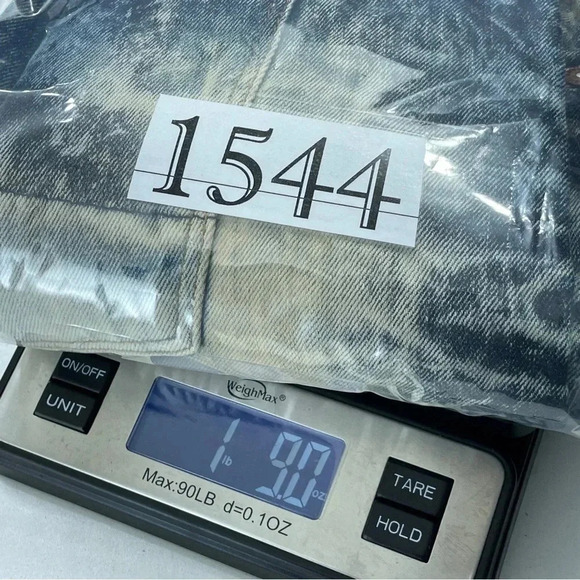 1544
ON/OFF
WeighMax®
UNIT
1 lb 9.0 oz
TARE
Max:90LB d=0.1OZ
HOLD